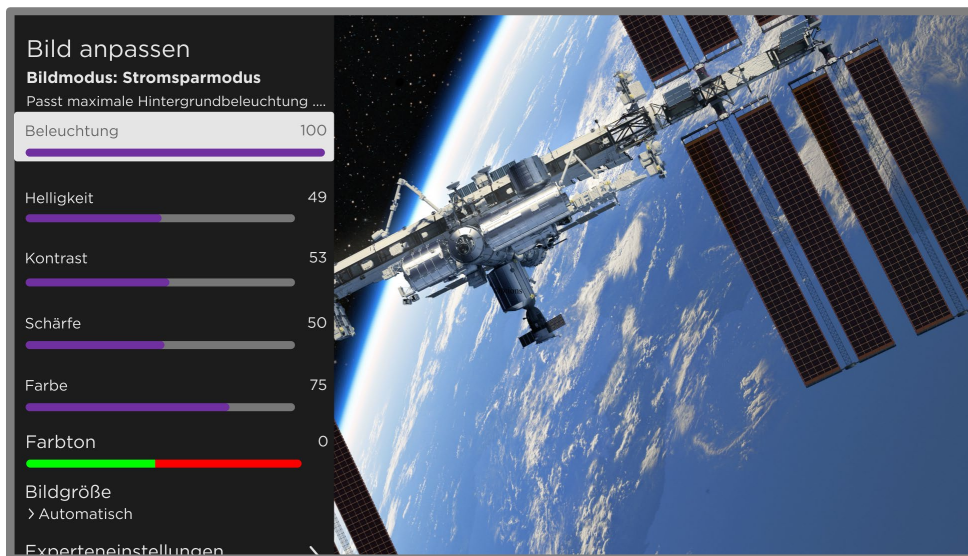 Bild anpassen
Bildmodus: Stromsparmodus
Passt maximale Hintergrundbeleuchtung ....
Beleuchtung 100
Helligkeit 49
Kontrast 53
Schärfe 50
Farbe 75
Farbton 0
Bildgröße
> Automatisch
Experteneinstellungen